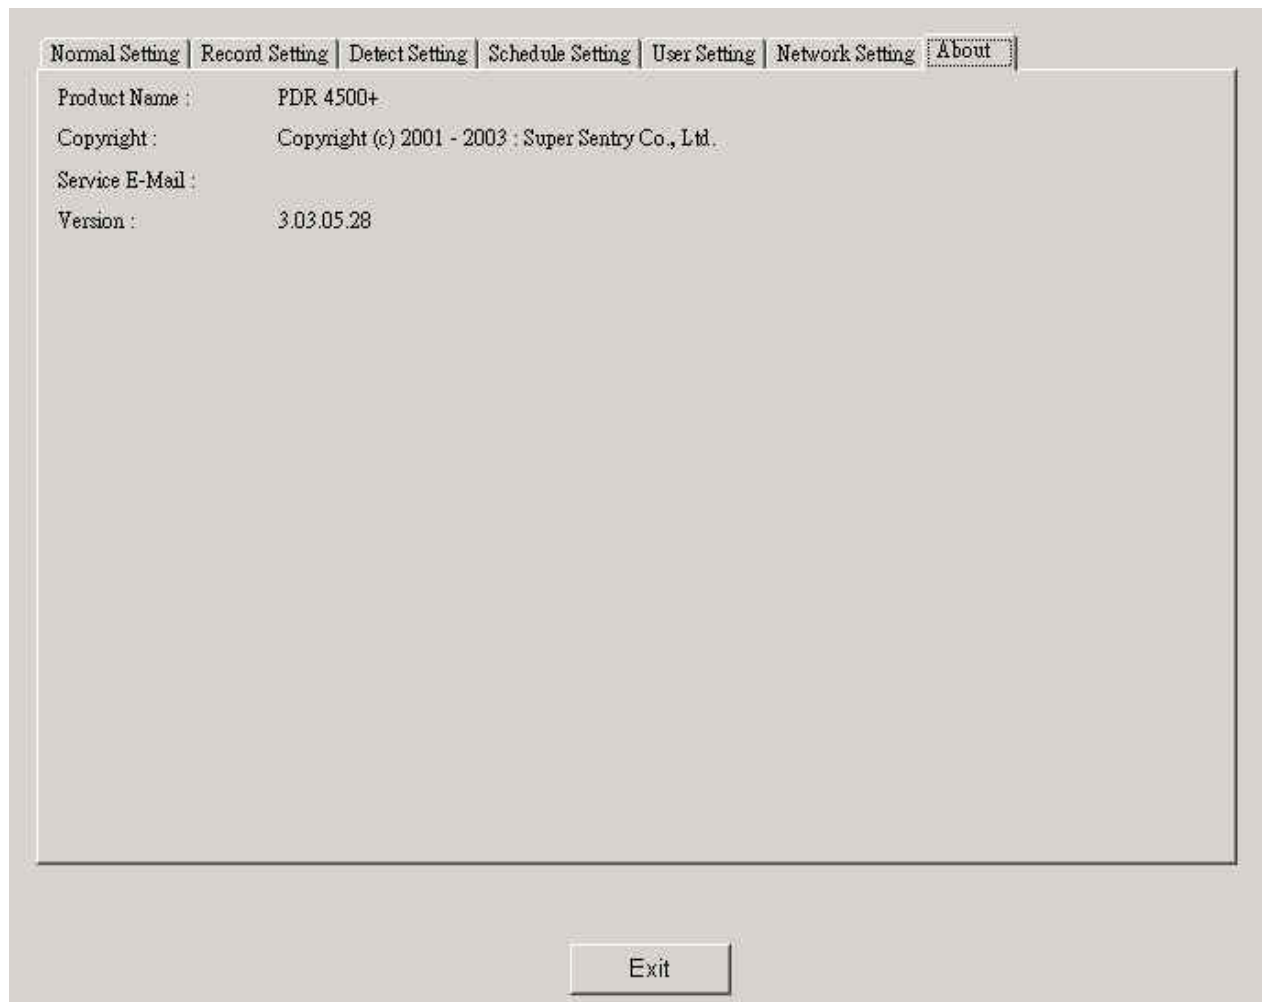 Normal Setting Record Setting Detect Setting Schedule Setting User Setting Network Setting About
Product Name : PDR 4500+
Copyright : Copyright (c) 2001 - 2003 : Super Sentry Co., Ltd.
Service E-Mail :
Version : 3.03.05.28
Exit